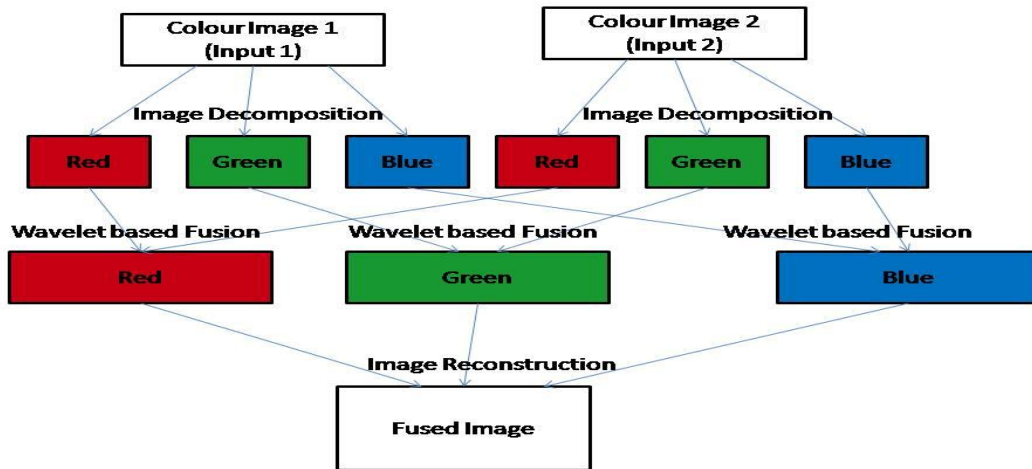 Colour Image 1
(Input 1)
Colour Image 2
(Input 2)
Image Decomposition
Image Decomposition
Red
Green
Blue
Red
Green
Blue
Wavelet based Fusion
Wavelet based Fusion
Wavelet based Fusion
Red
Green
Blue
Image Reconstruction
Fused Image